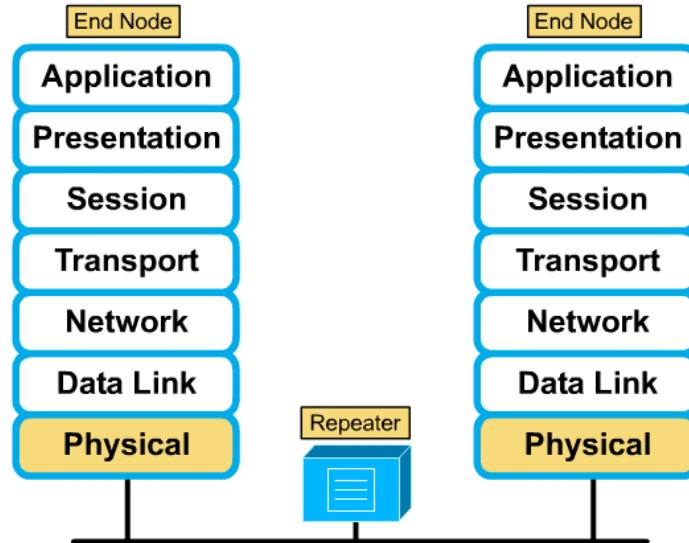 End Node
Application
Presentation
Session
Transport
Network
Data Link
Physical
Repeater
End Node
Application
Presentation
Session
Transport
Network
Data Link
Physical